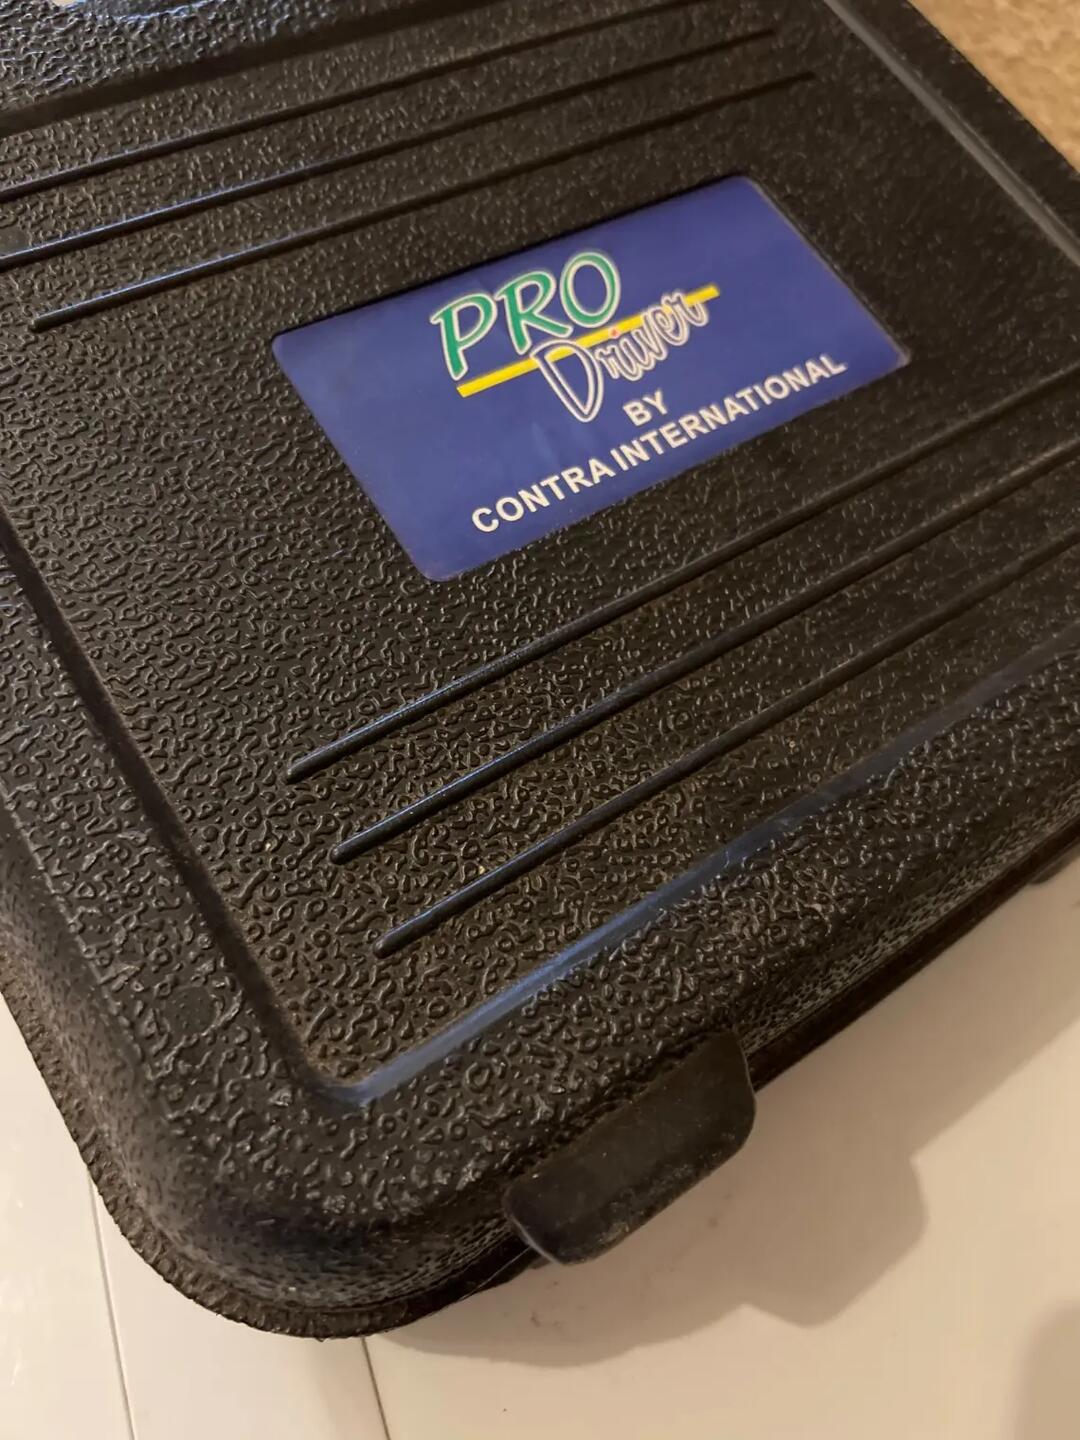 PRO
Driver
BY
CONTRA INTERNATIONAL